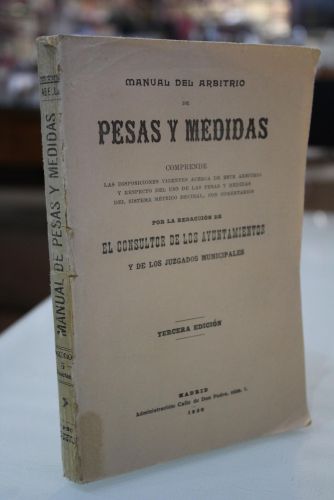 MANUAL DEL ARBITRIO
DE
PESAS Y MEDIDAS
COMPRENDE
LAS DISPOSICIONES VIGENTES ACERCA DE ESTE ARBITRIO
Y RESPECTO DEL USO DE LAS PESAS Y MEDIDAS
DEL SISTEMA MÉTRICO DECIMAL, CON COMENTARIOS
POR LA REDACCIÓN DE
EL CONSULTOR DE LOS AYUNTAMIENTOS
Y DE LOS JUZGADOS MUNICIPALES
TERCERA EDICIÓN
MADRID
Administración Calle de Don Pedro, núm. 1.
MANUAL DE PESAS Y MEDIDAS